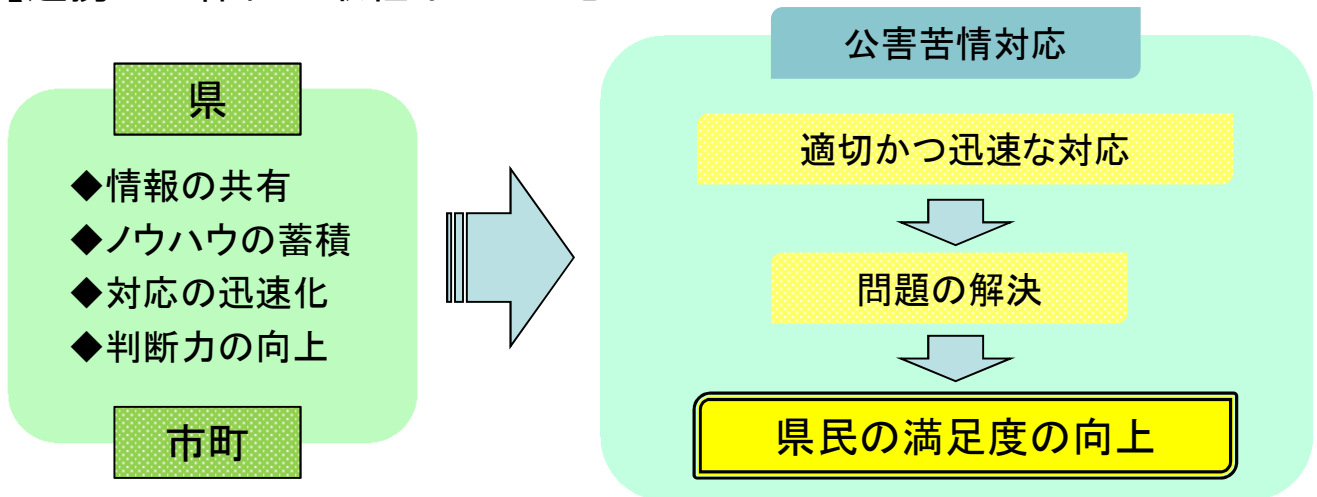 県
◆情報の共有
◆ノウハウの蓄積
◆対応の迅速化
◆判断力の向上
市町
公害苦情対応
適切かつ迅速な対応
問題の解決
県民の満足度の向上